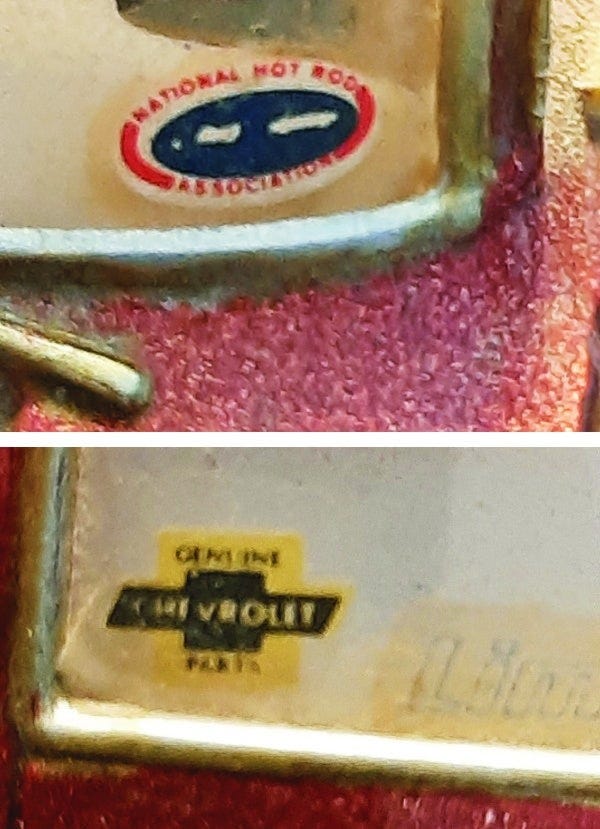 NATIONAL HOT ROD
ASSOCIATION
GENUINE
CHEVROLET
PARTS